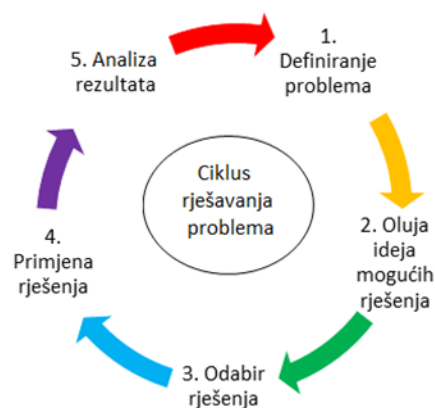 Ciklus
rješavanja
problema
1.
Definiranje
problema
2. Oluja
ideja
mogućih
rješenja
3. Odabir
rješenja
4.
Primjena
rješenja
5. Analiza
rezultata